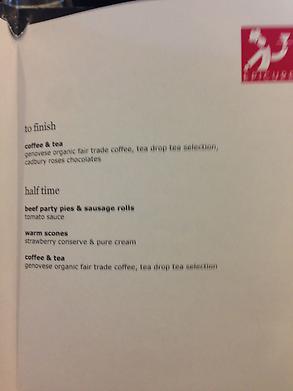 EPICURE
to finish
coffee & tea
genovese organic fair trade coffee, tea drop tea selection,
cadbury roses chocolates
half time
beef party pies & sausage rolls
tomato sauce
warm scones
strawberry conserve & pure cream
coffee & tea
genovese organic fair trade coffee, tea drop tea selection